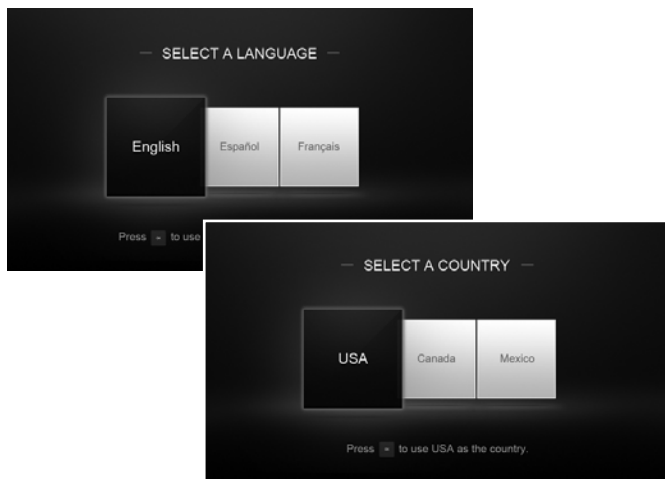 — SELECT A LANGUAGE —
English Español Français
Press to use
— SELECT A COUNTRY —
USA Canada Mexico
Press to use USA as the country.